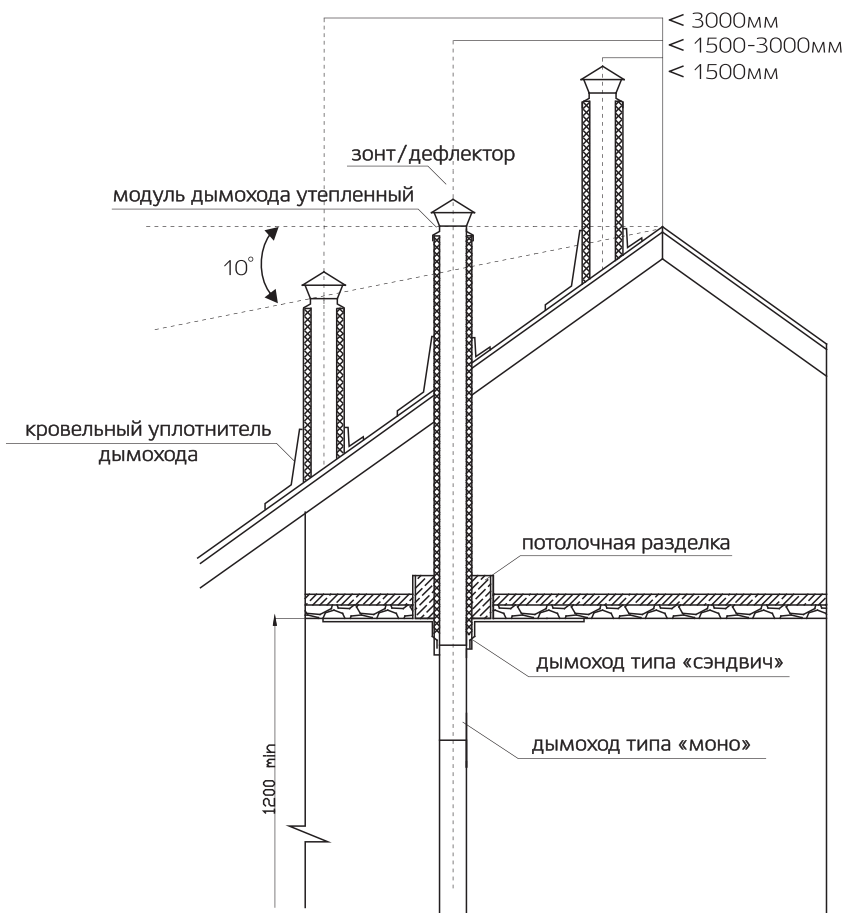 < 3000мм
< 1500-3000мм
< 1500мм
зонт/дефлектор
модуль дымохода утепленный
10°
кровельный уплотнитель
дымохода
потолочная разделка
дымоход типа «сэндвич»
дымоход типа «моно»
1200 min